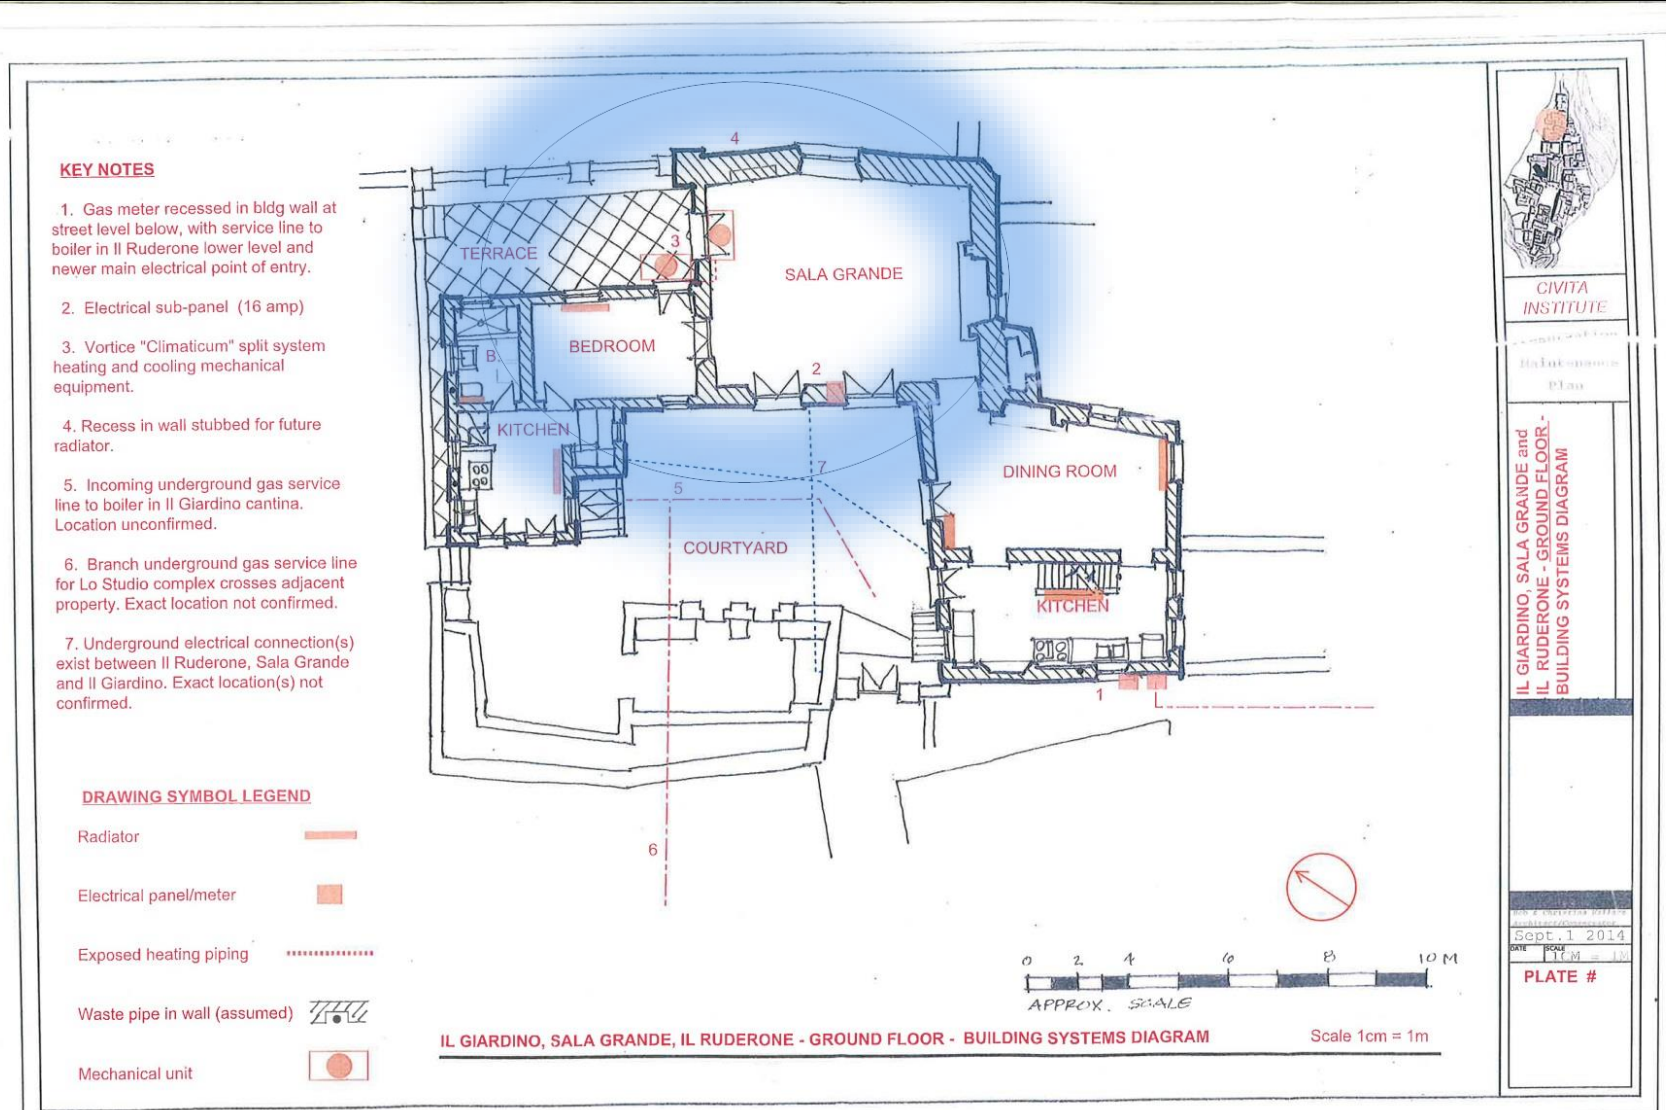 KEY NOTES
1. Gas meter recessed in bldg wall at
street level below, with service line to
boiler in Il Ruderone lower level and
newer main electrical point of entry.
2. Electrical sub-panel (16 amp)
3. Vortice "Climaticum" split system
heating and cooling mechanical
equipment.
4. Recess in wall stubbed for future
radiator.
5. Incoming underground gas service
line to boiler in Il Giardino cantina.
Location unconfirmed.
6. Branch underground gas service line
for Lo Studio complex crosses adjacent
property. Exact location not confirmed.
7. Underground electrical connection(s)
exist between Il Ruderone, Sala Grande
and Il Giardino. Exact location(s) not
confirmed.
DRAWING SYMBOL LEGEND
Radiator
Electrical panel/meter
Exposed heating piping
Waste pipe in wall (assumed)
Mechanical unit
4
TERRACE
3
SALA GRANDE
BEDROOM
B.
2
KITCHEN
7
5
DINING ROOM
COURTYARD
KITCHEN
1
6
0 2 4 6 8 10 M
APPROX. SCALE
IL GIARDINO, SALA GRANDE, IL RUDERONE - GROUND FLOOR - BUILDING SYSTEMS DIAGRAM
Scale 1cm = 1m
CIVITA
INSTITUTE
Maintenance
Plan
IL GIARDINO, SALA GRANDE and
IL RUDERONE - GROUND FLOOR -
BUILDING SYSTEMS DIAGRAM
Sept.1 2014
DATE
SCALE
1CM = 1M
PLATE #